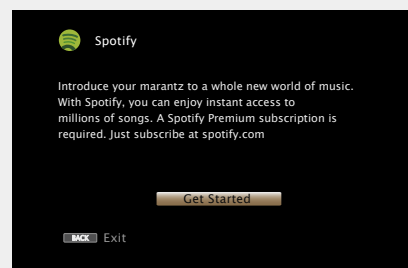 Spotify
Introduce your marantz to a whole new world of music.
With Spotify, you can enjoy instant access to
millions of songs. A Spotify Premium subscription is
required. Just subscribe at spotify.com
Get Started
BACK Exit